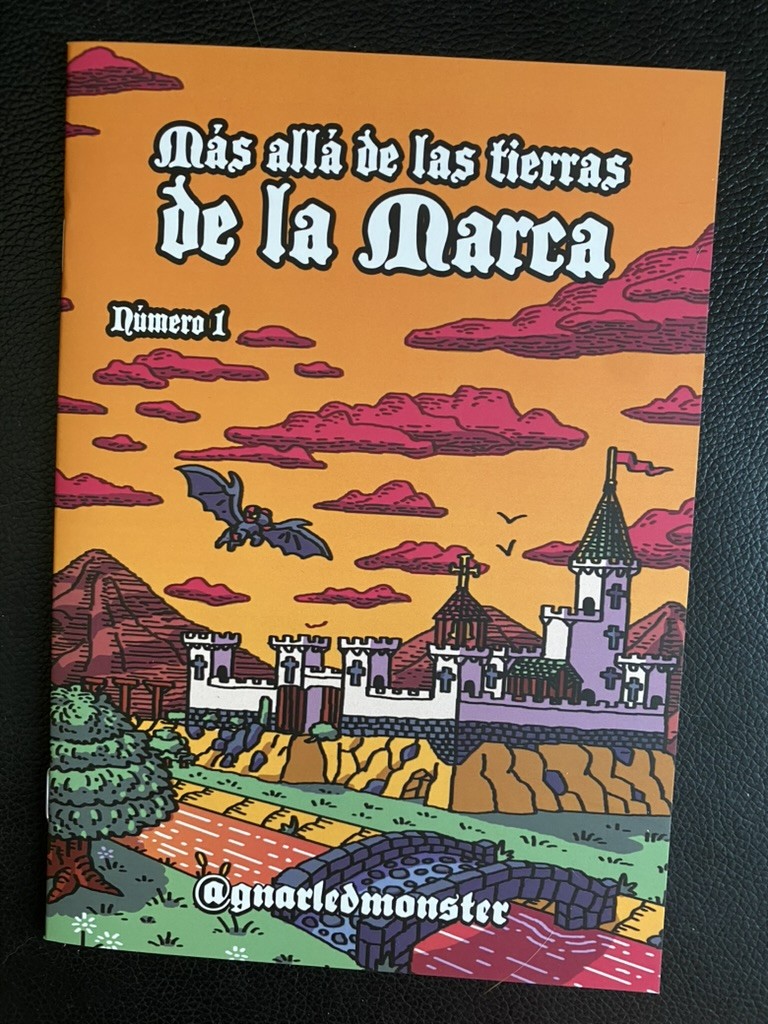 Más allá de las tierras
de la Marca
Número 1
@gnarledmonster